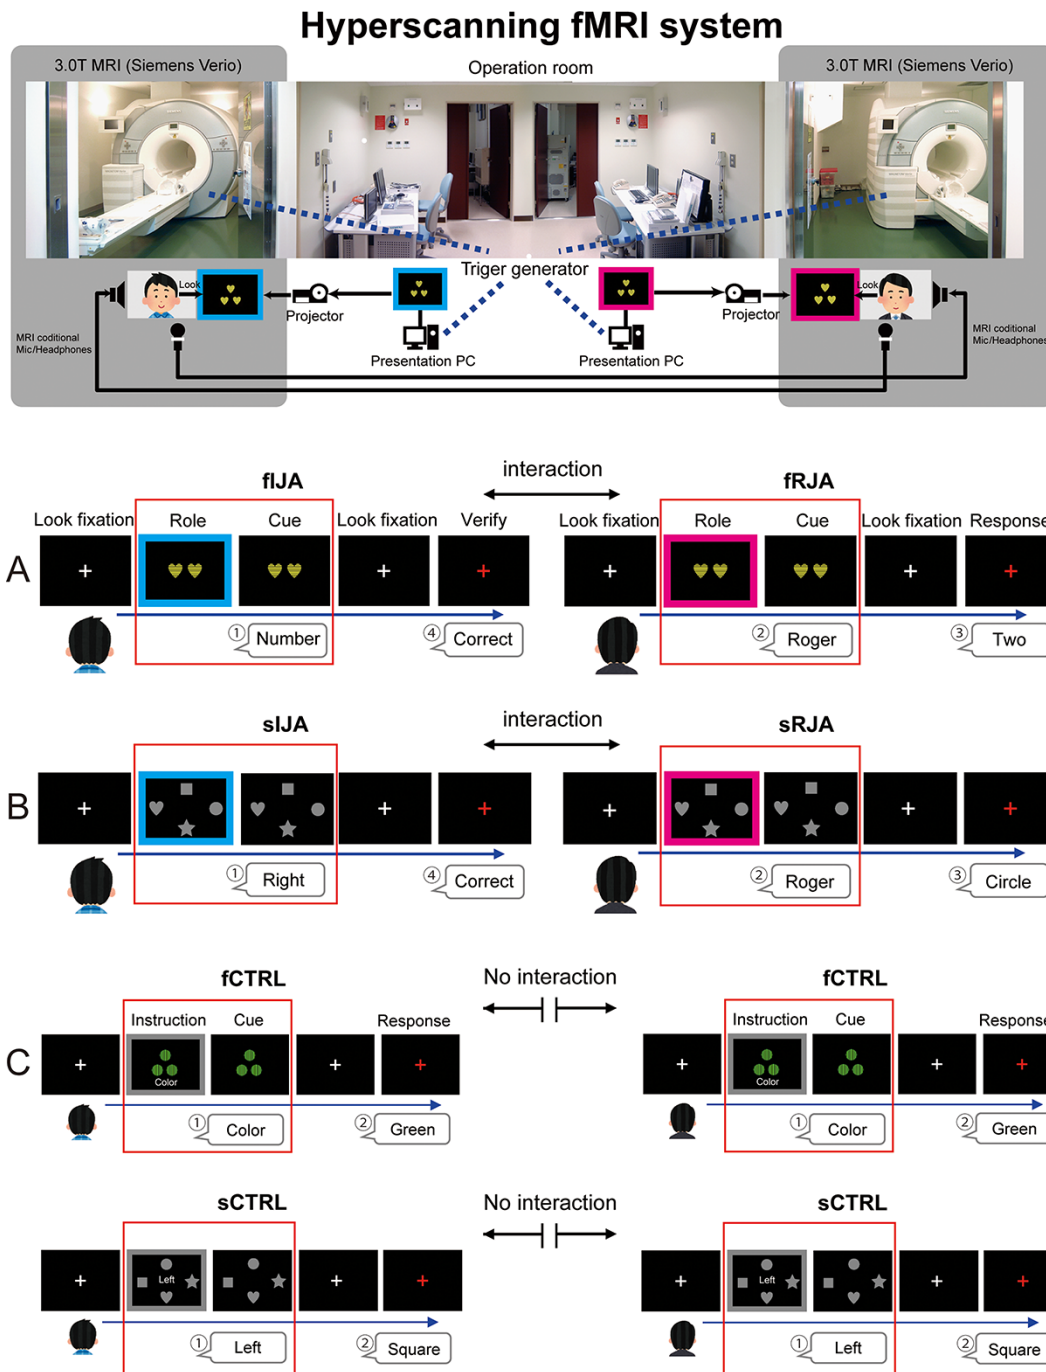 Hyperscanning fMRI system
3.0T MRI (Siemens Verio)
Operation room
3.0T MRI (Siemens Verio)
Triger generator
Look
Look
Projector
Projector
MRI coditional
Mic/Headphones
MRI coditional
Mic/Headphones
Presentation PC
Presentation PC
interaction
fIJA
fRJA
Look fixation
Role
Cue
Look fixation
Verify
Look fixation
Role
Cue
Look fixation
Response
A
① Number
④ Correct
② Roger
③ Two
interaction
sIJA
sRJA
B
① Right
④ Correct
② Roger
③ Circle
fCTRL
No interaction
fCTRL
Instruction
Cue
Response
Instruction
Cue
Response
C
Color
Color
① Color
② Green
① Color
② Green
sCTRL
No interaction
sCTRL
Left
Left
① Left
② Square
① Left
② Square